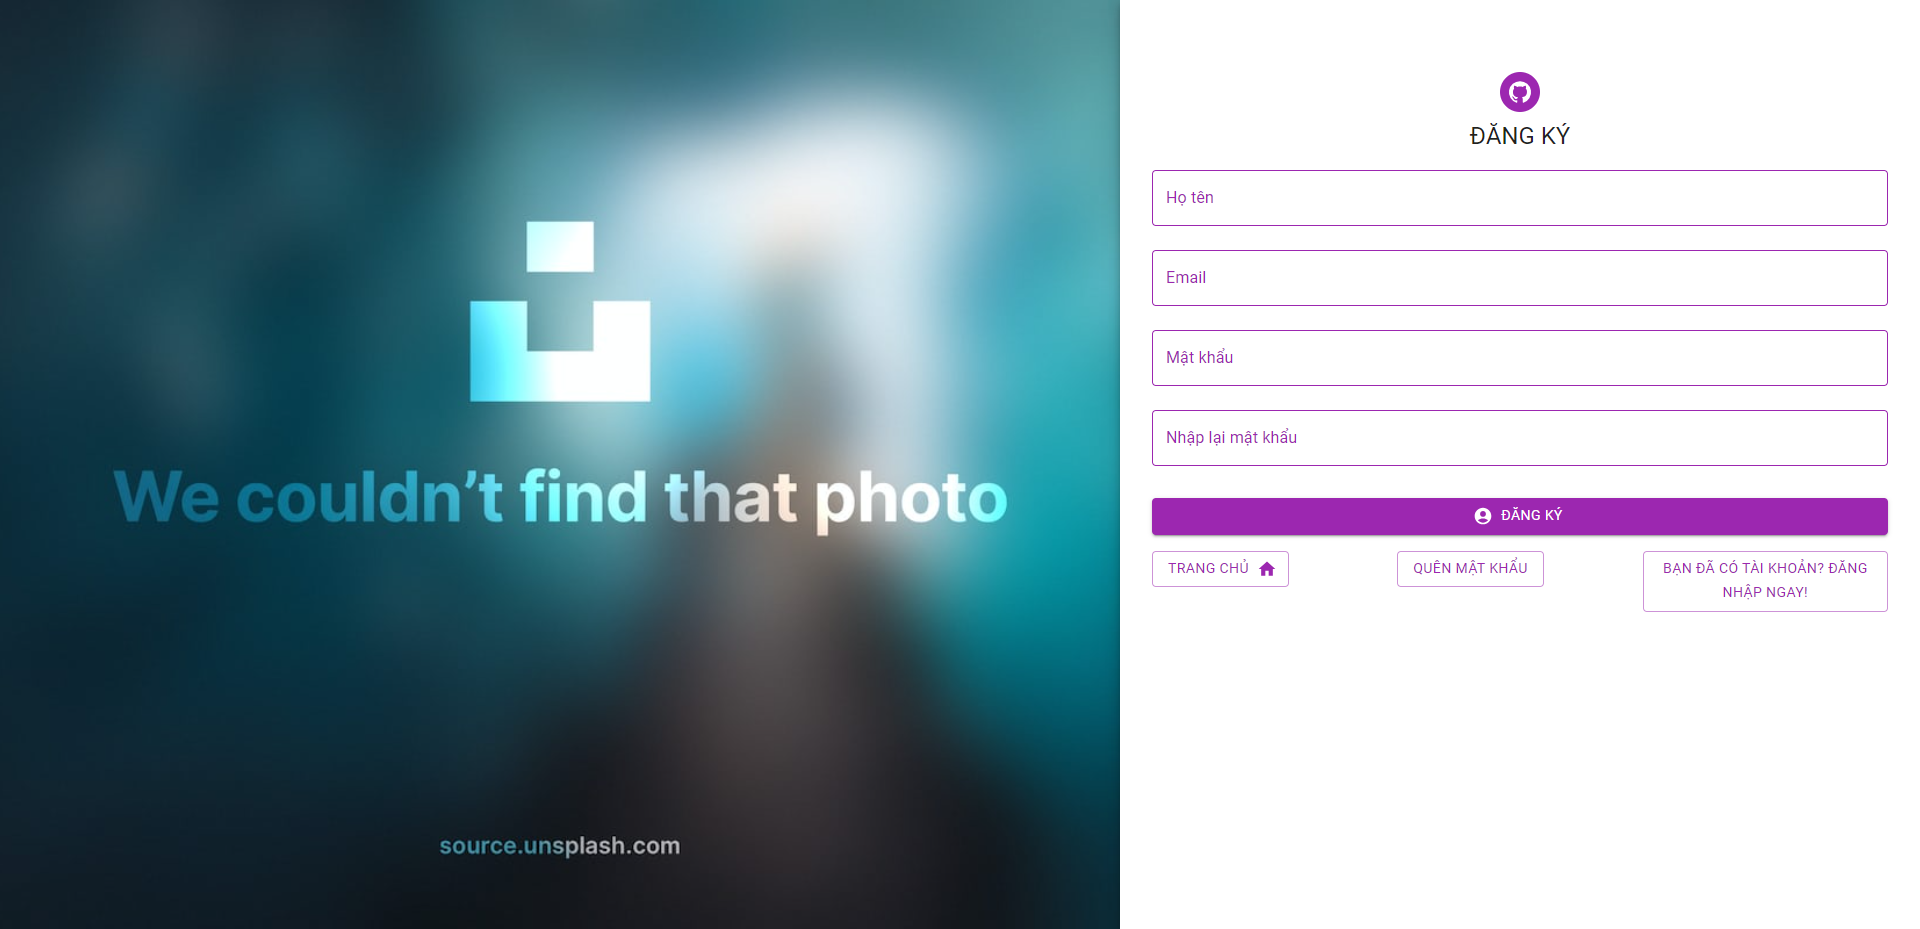 We couldn’t find that photo
source.unsplash.com
ĐĂNG KÝ
Họ tên
Email
Mật khẩu
Nhập lại mật khẩu
ĐĂNG KÝ
TRANG CHỦ
QUÊN MẬT KHẨU
BẠN ĐÃ CÓ TÀI KHOẢN? ĐĂNG
NHẬP NGAY!